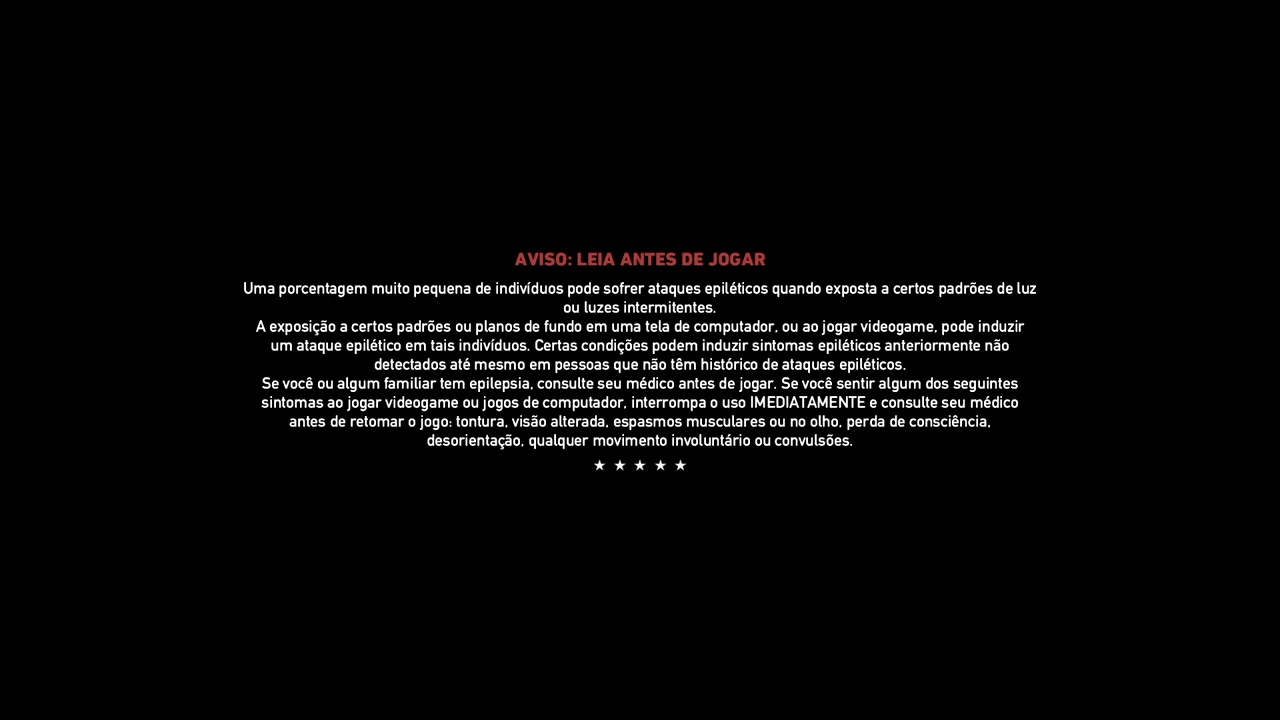 AVISO: LEIA ANTES DE JOGAR
Uma porcentagem muito pequena de indivíduos pode sofrer ataques epiléticos quando exposta a certos padrões de luz
ou luzes intermitentes.
A exposição a certos padrões ou planos de fundo em uma tela de computador, ou ao jogar videogame, pode induzir
um ataque epilético em tais indivíduos. Certas condições podem induzir sintomas epiléticos anteriormente não
detectados até mesmo em pessoas que não têm histórico de ataques epiléticos.
Se você ou algum familiar tem epilepsia, consulte seu médico antes de jogar. Se você sentir algum dos seguintes
sintomas ao jogar videogame ou jogos de computador, interrompa o uso IMEDIATAMENTE e consulte seu médico
antes de retomar o jogo: tontura, visão alterada, espasmos musculares ou no olho, perda de consciência,
desorientação, qualquer movimento involuntário ou convulsões.
★ ★ ★ ★ ★